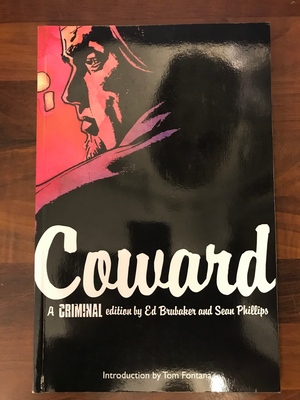 Coward
A CRIMINAL edition by Ed Brubaker and Sean Phillips
Introduction by Tom Fontana